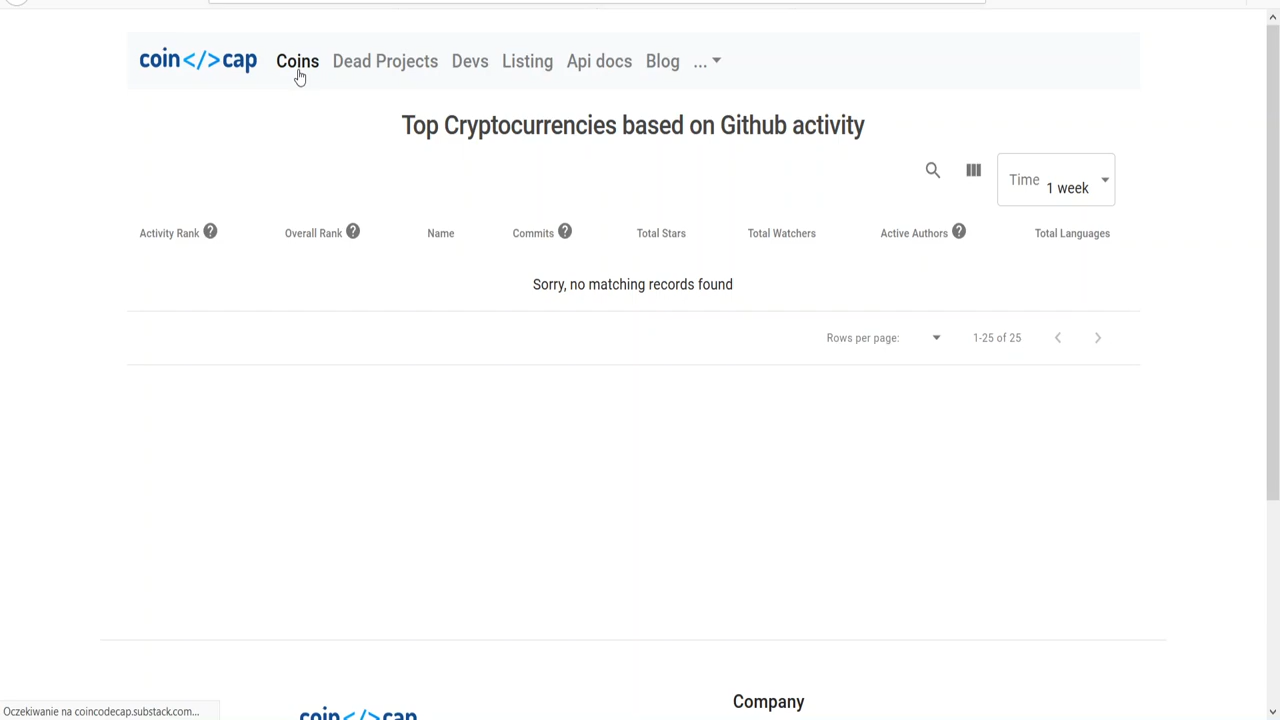 coin</>cap Coins Dead Projects Devs Listing Api docs Blog ...
Top Cryptocurrencies based on Github activity
Time 1 week
Activity Rank ? Overall Rank ? Name Commits ? Total Stars Total Watchers Active Authors ? Total Languages
Sorry, no matching records found
Rows per page: 1-25 of 25
Company
coin</>cap
Oczekiwanie na coincodecap.substack.com...